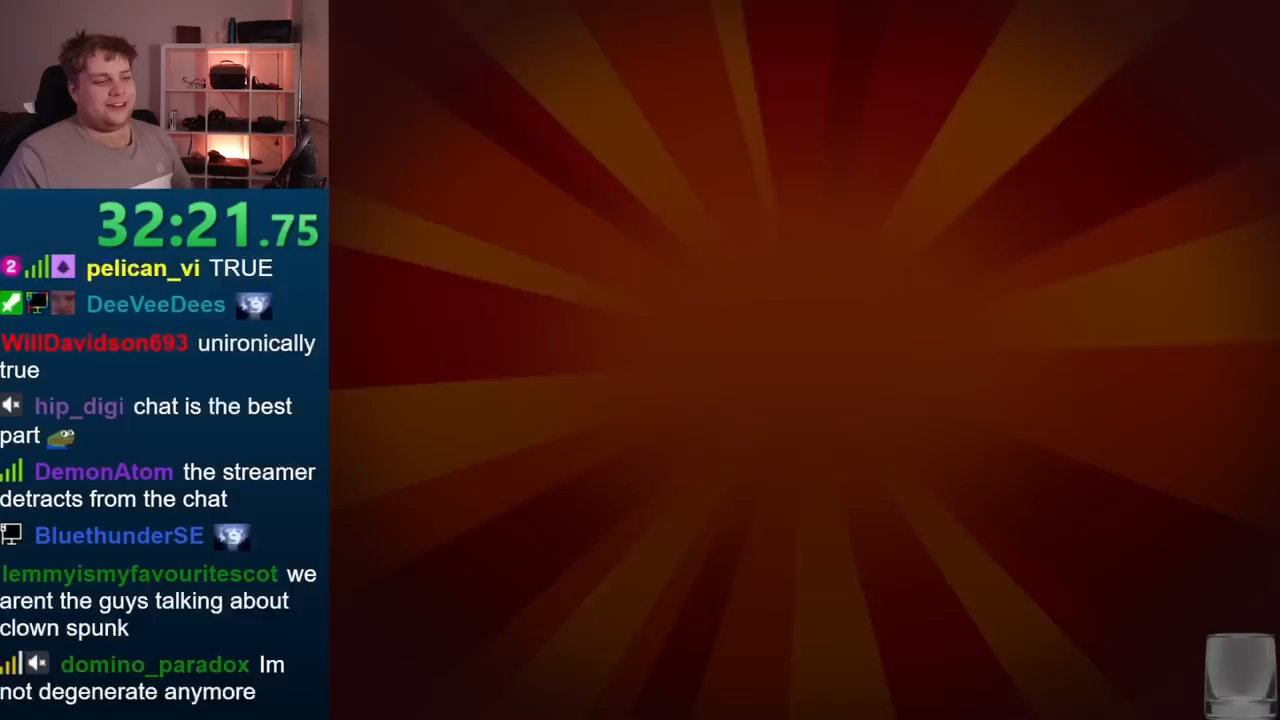 32:21.75
2 pelican_vi TRUE
DeeVeeDees
WillDavidson693 unironically
true
hip_digi chat is the best
part
DemonAtom the streamer
detracts from the chat
BluethunderSE
lemmyismyfavouritescot we
arent the guys talking about
clown spunk
domino_paradox Im
not degenerate anymore